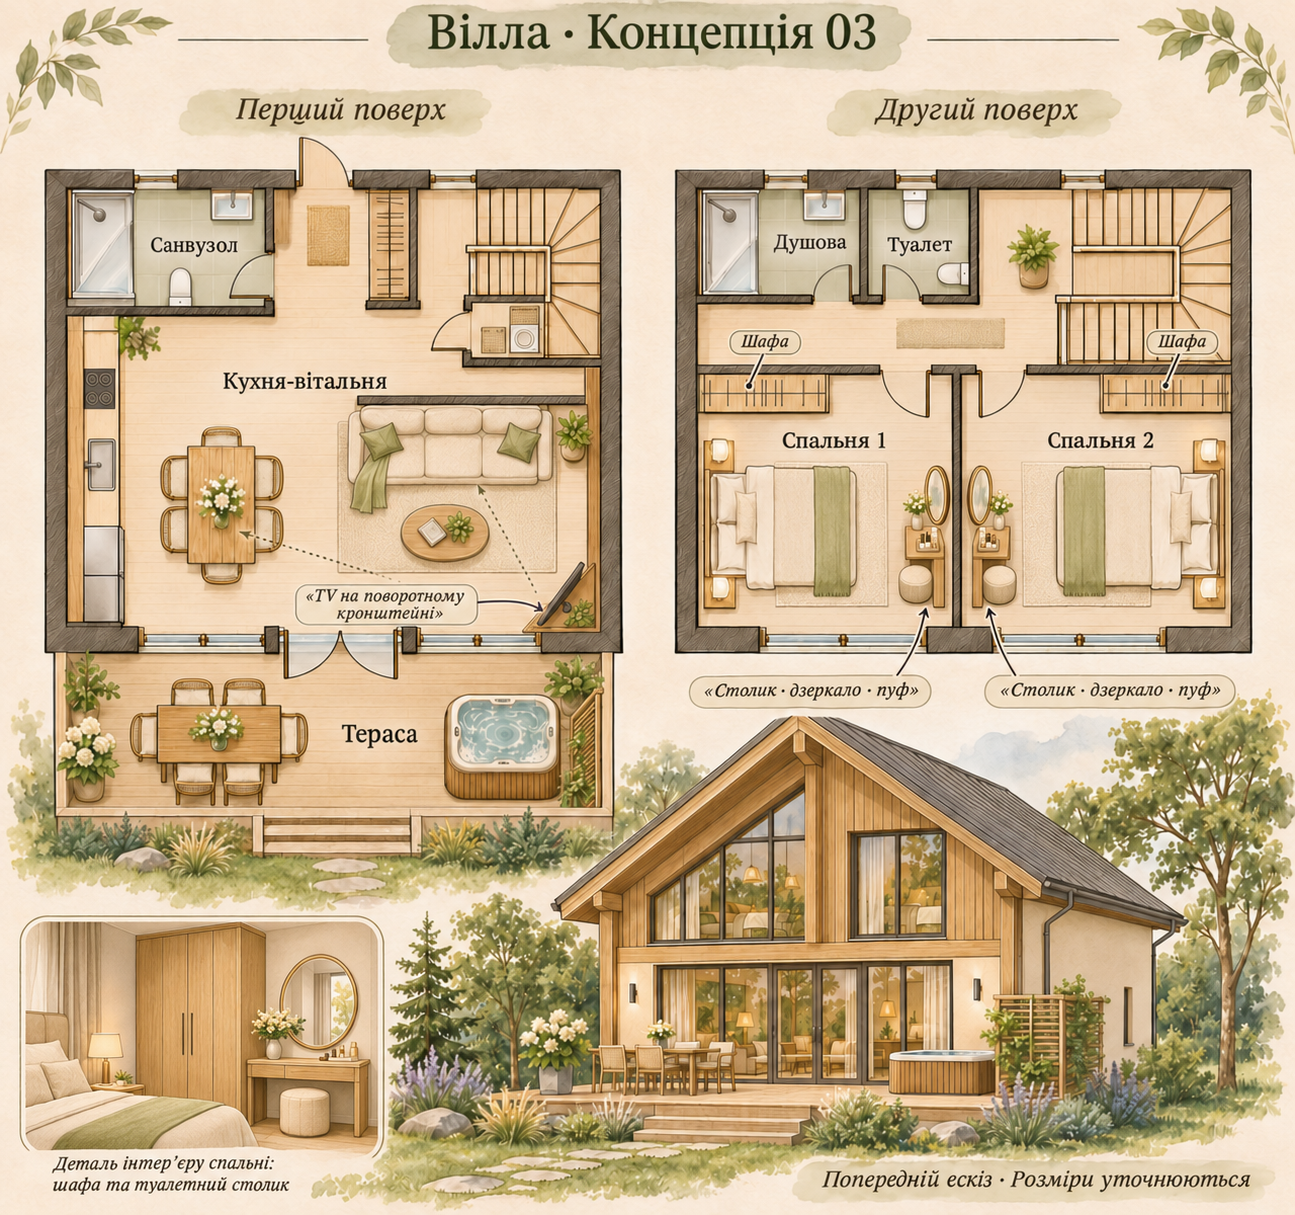 Вілла · Концепція 03
Перший поверх
Другий поверх
Санвузол
Кухня-вітальня
«TV на поворотному
кронштейні»
Тераса
Душова
Туалет
Шафа
Шафа
Спальня 1
Спальня 2
«Столик · дзеркало · пуф»
«Столик · дзеркало · пуф»
Деталь інтер’єру спальні:
шафа та туалетний столик
Попередній ескіз · Розміри уточнюються